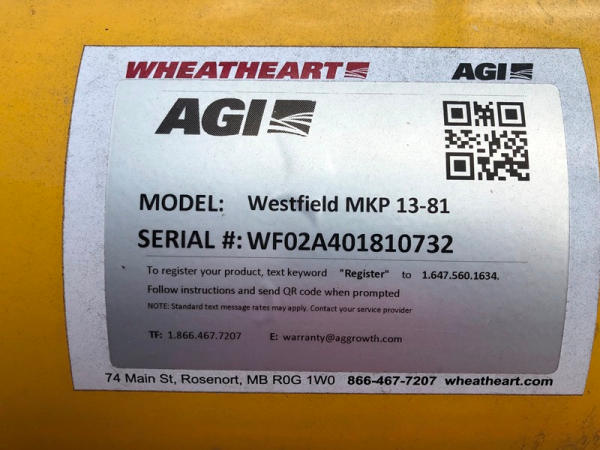 WHEATHEART AGI
AGI
MODEL: Westfield MKP 13-81
SERIAL #: WF02A401810732
To register your product, text keyword "Register" to 1.647.560.1634.
Follow instructions and send QR code when prompted
NOTE: Standard text message rates may apply. Contact your service provider
TF: 1.866.467.7207 E: warranty@aggrowth.com
74 Main St, Rosenort, MB R0G 1W0 866-467-7207 wheatheart.com